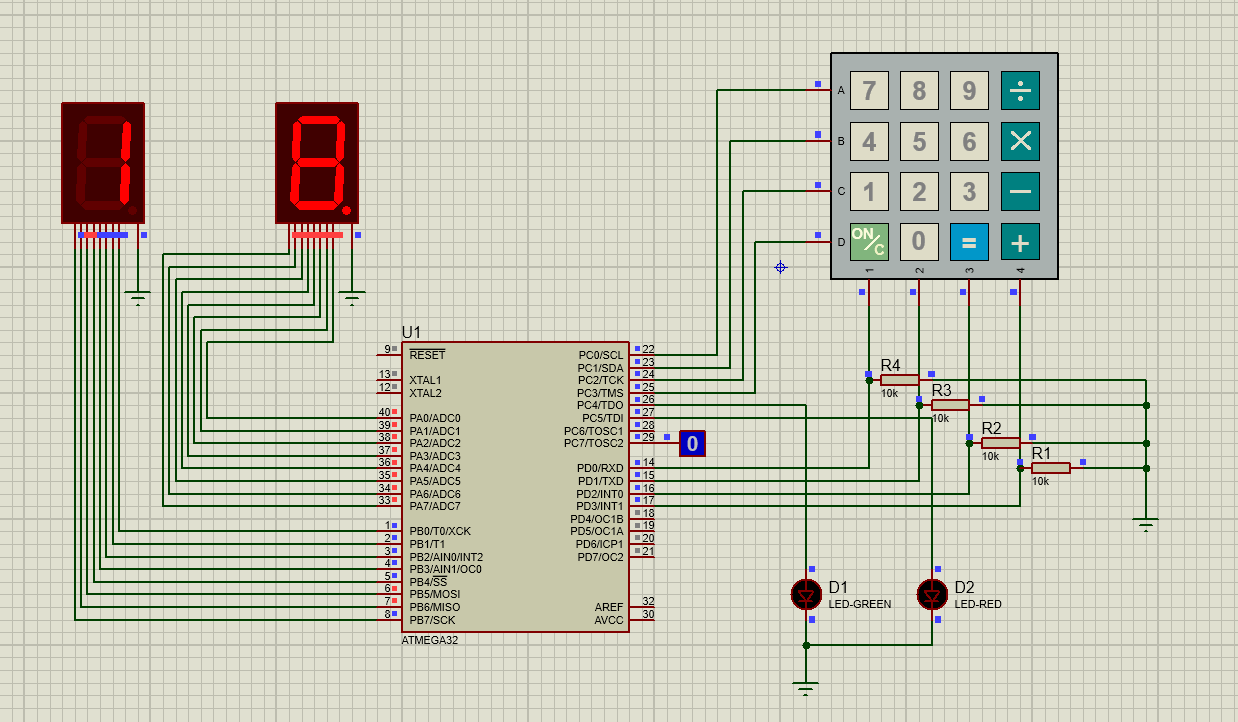 A 7 8 9 ÷
B 4 5 6 ×
C 1 2 3 −
D ON/C 0 = +
1 2 3 4
U1
9 RESET
13 XTAL1
12 XTAL2
40 PA0/ADC0
39 PA1/ADC1
38 PA2/ADC2
37 PA3/ADC3
36 PA4/ADC4
35 PA5/ADC5
34 PA6/ADC6
33 PA7/ADC7
1 PB0/T0/XCK
2 PB1/T1
3 PB2/AIN0/INT2
4 PB3/AIN1/OC0
5 PB4/SS
6 PB5/MOSI
7 PB6/MISO
8 PB7/SCK
PC0/SCL 22
PC1/SDA 23
PC2/TCK 24
PC3/TMS 25
PC4/TDO 26
PC5/TDI 27
PC6/TOSC1 28
PC7/TOSC2 29
0
PD0/RXD 14
PD1/TXD 15
PD2/INT0 16
PD3/INT1 17
PD4/OC1B 18
PD5/OC1A 19
PD6/ICP1 20
PD7/OC2 21
AREF 32
AVCC 30
ATMEGA32
R4
10k
R3
10k
R2
10k
R1
10k
D1
LED-GREEN
D2
LED-RED
1
8.